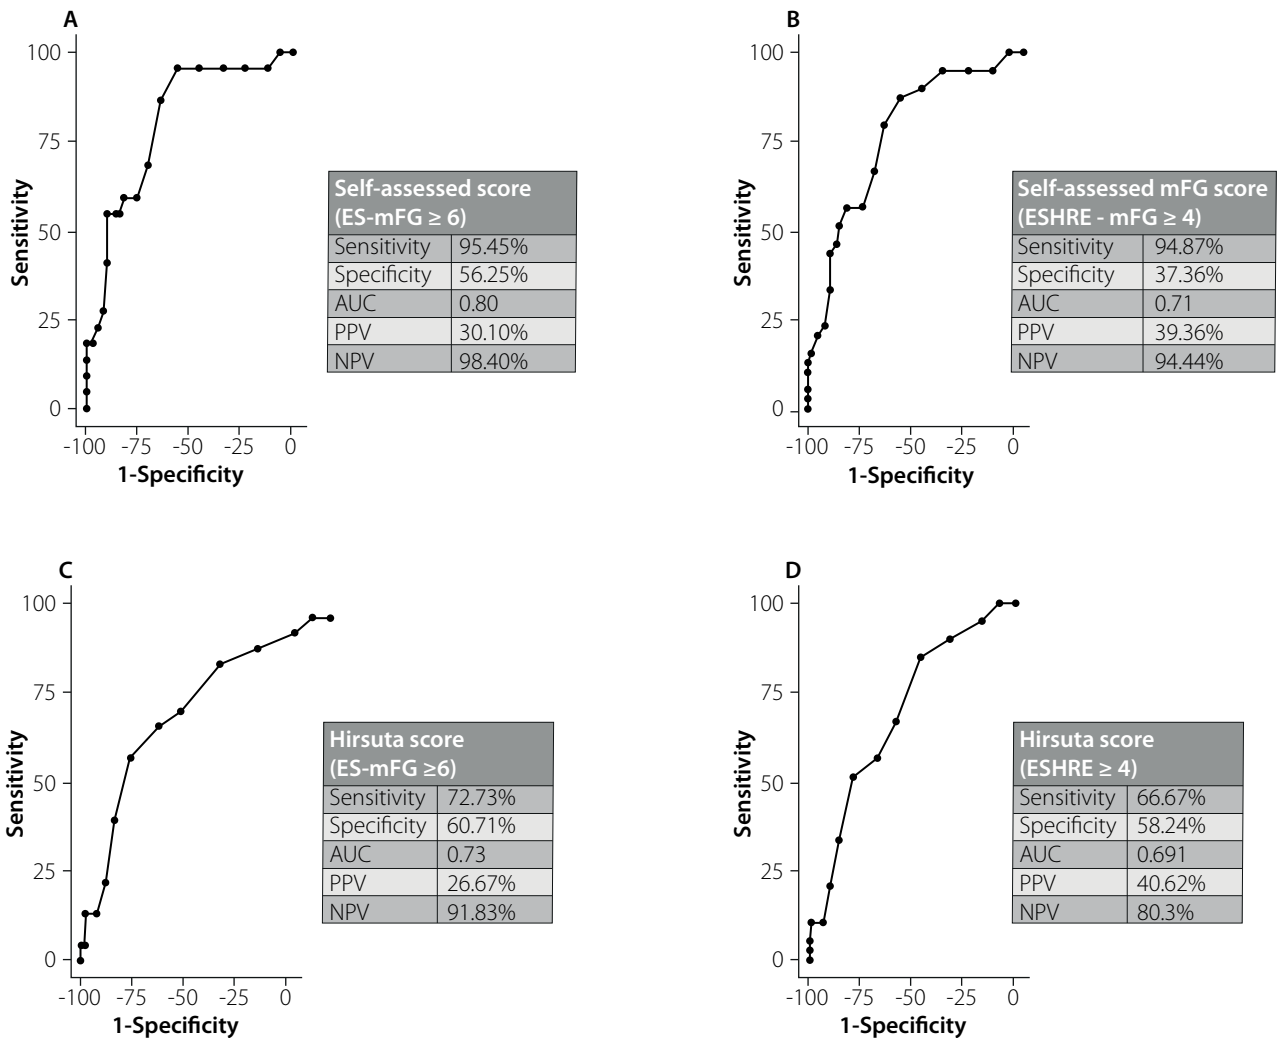 A
100
75
50
25
0
Sensitivity
-100 -75 -50 -25 0
1-Specificity
Self-assessed score
(ES-mFG ≥ 6)
Sensitivity 95.45%
Specificity 56.25%
AUC 0.80
PPV 30.10%
NPV 98.40%
B
100
75
50
25
0
Sensitivity
-100 -75 -50 -25 0
1-Specificity
Self-assessed mFG score
(ESHRE - mFG ≥ 4)
Sensitivity 94.87%
Specificity 37.36%
AUC 0.71
PPV 39.36%
NPV 94.44%
C
100
75
50
25
0
Sensitivity
-100 -75 -50 -25 0
1-Specificity
Hirsuta score
(ES-mFG ≥6)
Sensitivity 72.73%
Specificity 60.71%
AUC 0.73
PPV 26.67%
NPV 91.83%
D
100
75
50
25
0
Sensitivity
-100 -75 -50 -25 0
1-Specificity
Hirsuta score
(ESHRE ≥ 4)
Sensitivity 66.67%
Specificity 58.24%
AUC 0.691
PPV 40.62%
NPV 80.3%